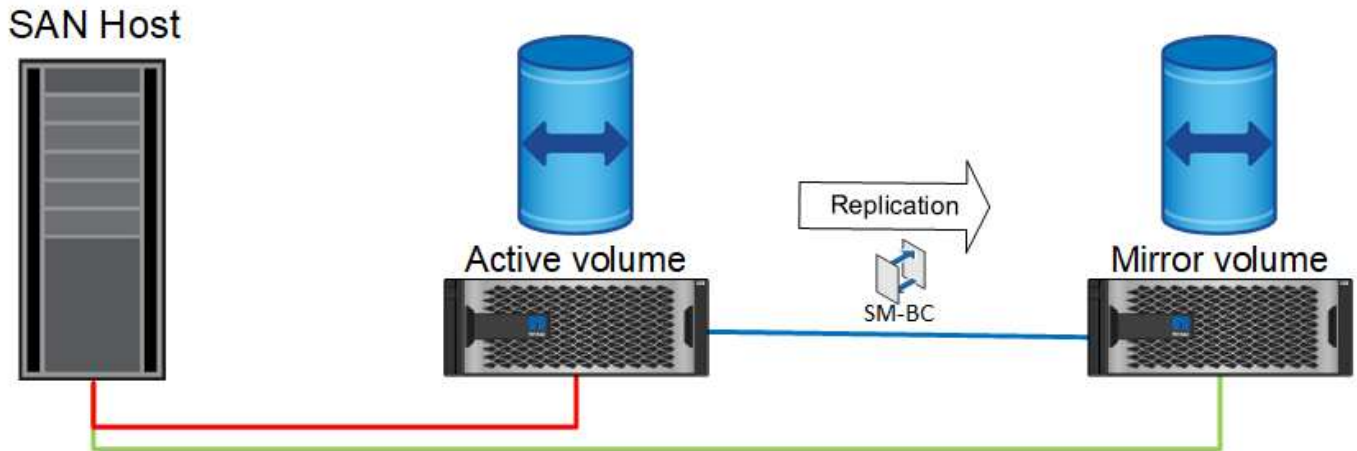 SAN Host
Replication
Active volume
Mirror volume
SM-BC